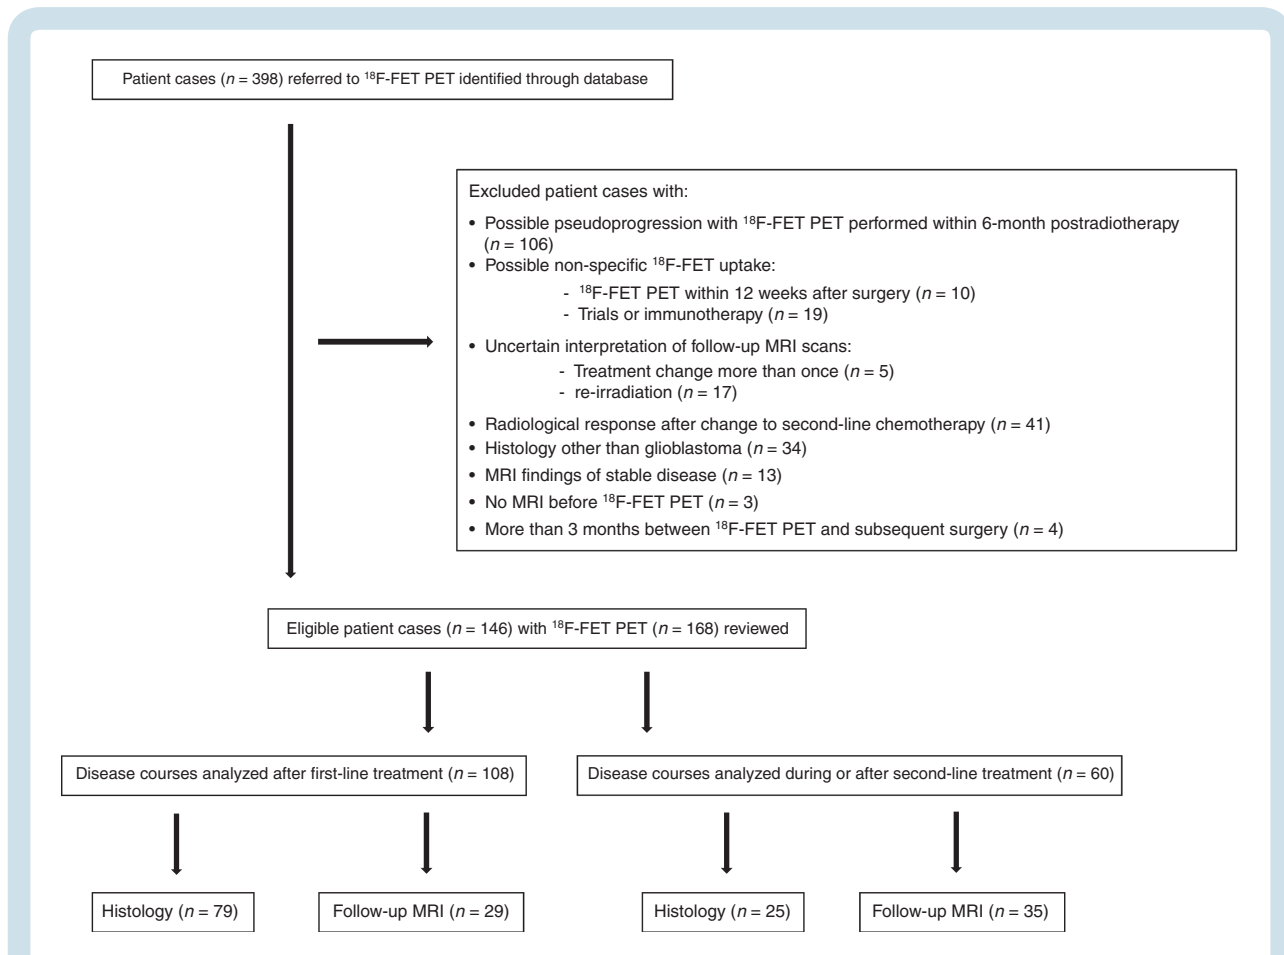 Patient cases (n = 398) referred to ¹⁸F-FET PET identified through database
Excluded patient cases with:
• Possible pseudoprogression with ¹⁸F-FET PET performed within 6-month postradiotherapy
(n = 106)
• Possible non-specific ¹⁸F-FET uptake:
- ¹⁸F-FET PET within 12 weeks after surgery (n = 10)
- Trials or immunotherapy (n = 19)
• Uncertain interpretation of follow-up MRI scans:
- Treatment change more than once (n = 5)
- re-irradiation (n = 17)
• Radiological response after change to second-line chemotherapy (n = 41)
• Histology other than glioblastoma (n = 34)
• MRI findings of stable disease (n = 13)
• No MRI before ¹⁸F-FET PET (n = 3)
• More than 3 months between ¹⁸F-FET PET and subsequent surgery (n = 4)
Eligible patient cases (n = 146) with ¹⁸F-FET PET (n = 168) reviewed
Disease courses analyzed after first-line treatment (n = 108)
Disease courses analyzed during or after second-line treatment (n = 60)
Histology (n = 79)
Follow-up MRI (n = 29)
Histology (n = 25)
Follow-up MRI (n = 35)